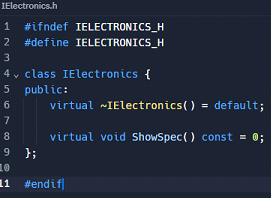 IElectronics.h
1 #ifndef IELECTRONICS_H
2 #define IELECTRONICS_H
3
4 class IElectronics {
5 public:
6     virtual ~IElectronics() = default;
7
8     virtual void ShowSpec() const = 0;
9 };
10
11 #endif